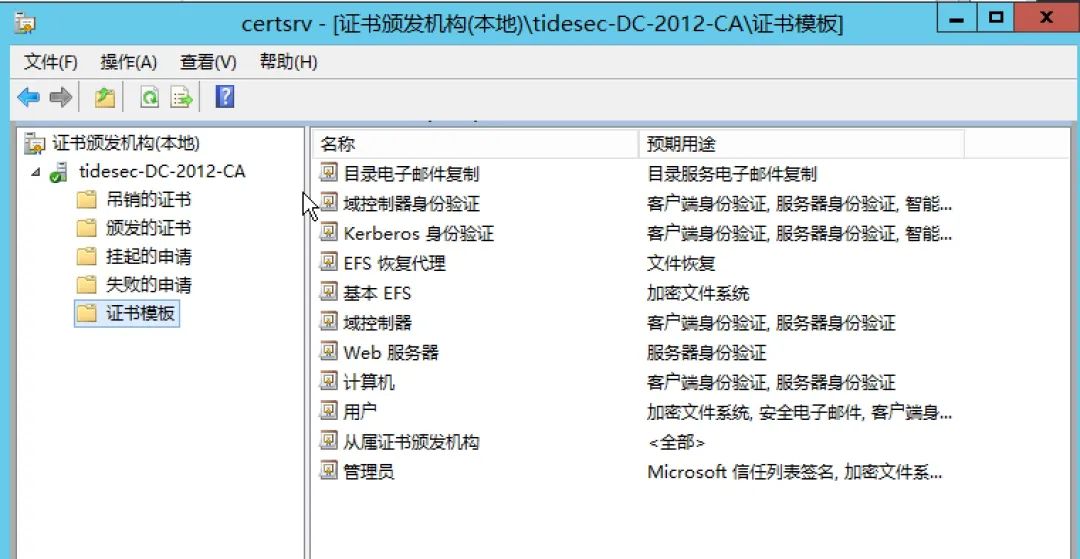 certsrv - [证书颁发机构(本地)\tidesec-DC-2012-CA\证书模板]
文件(F) 操作(A) 查看(V) 帮助(H)
证书颁发机构(本地)
tidesec-DC-2012-CA
吊销的证书
颁发的证书
挂起的申请
失败的申请
证书模板
名称 预期用途
目录电子邮件复制 目录服务电子邮件复制
域控制器身份验证 客户端身份验证, 服务器身份验证, 智能...
Kerberos 身份验证 客户端身份验证, 服务器身份验证, 智能...
EFS 恢复代理 文件恢复
基本 EFS 加密文件系统
域控制器 客户端身份验证, 服务器身份验证
Web 服务器 服务器身份验证
计算机 客户端身份验证, 服务器身份验证
用户 加密文件系统, 安全电子邮件, 客户端身...
从属证书颁发机构 <全部>
管理员 Microsoft 信任列表签名, 加密文件系...